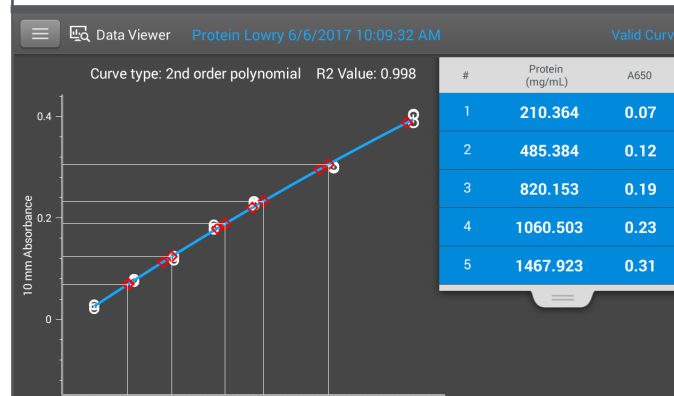 Data Viewer Protein Lowry 6/6/2017 10:09:32 AM Valid Curv
Curve type: 2nd order polynomial R2 Value: 0.998
# Protein (mg/mL) A650
1 210.364 0.07
2 485.384 0.12
3 820.153 0.19
4 1060.503 0.23
5 1467.923 0.31
0.4
0.2
0
10 mm Absorbance